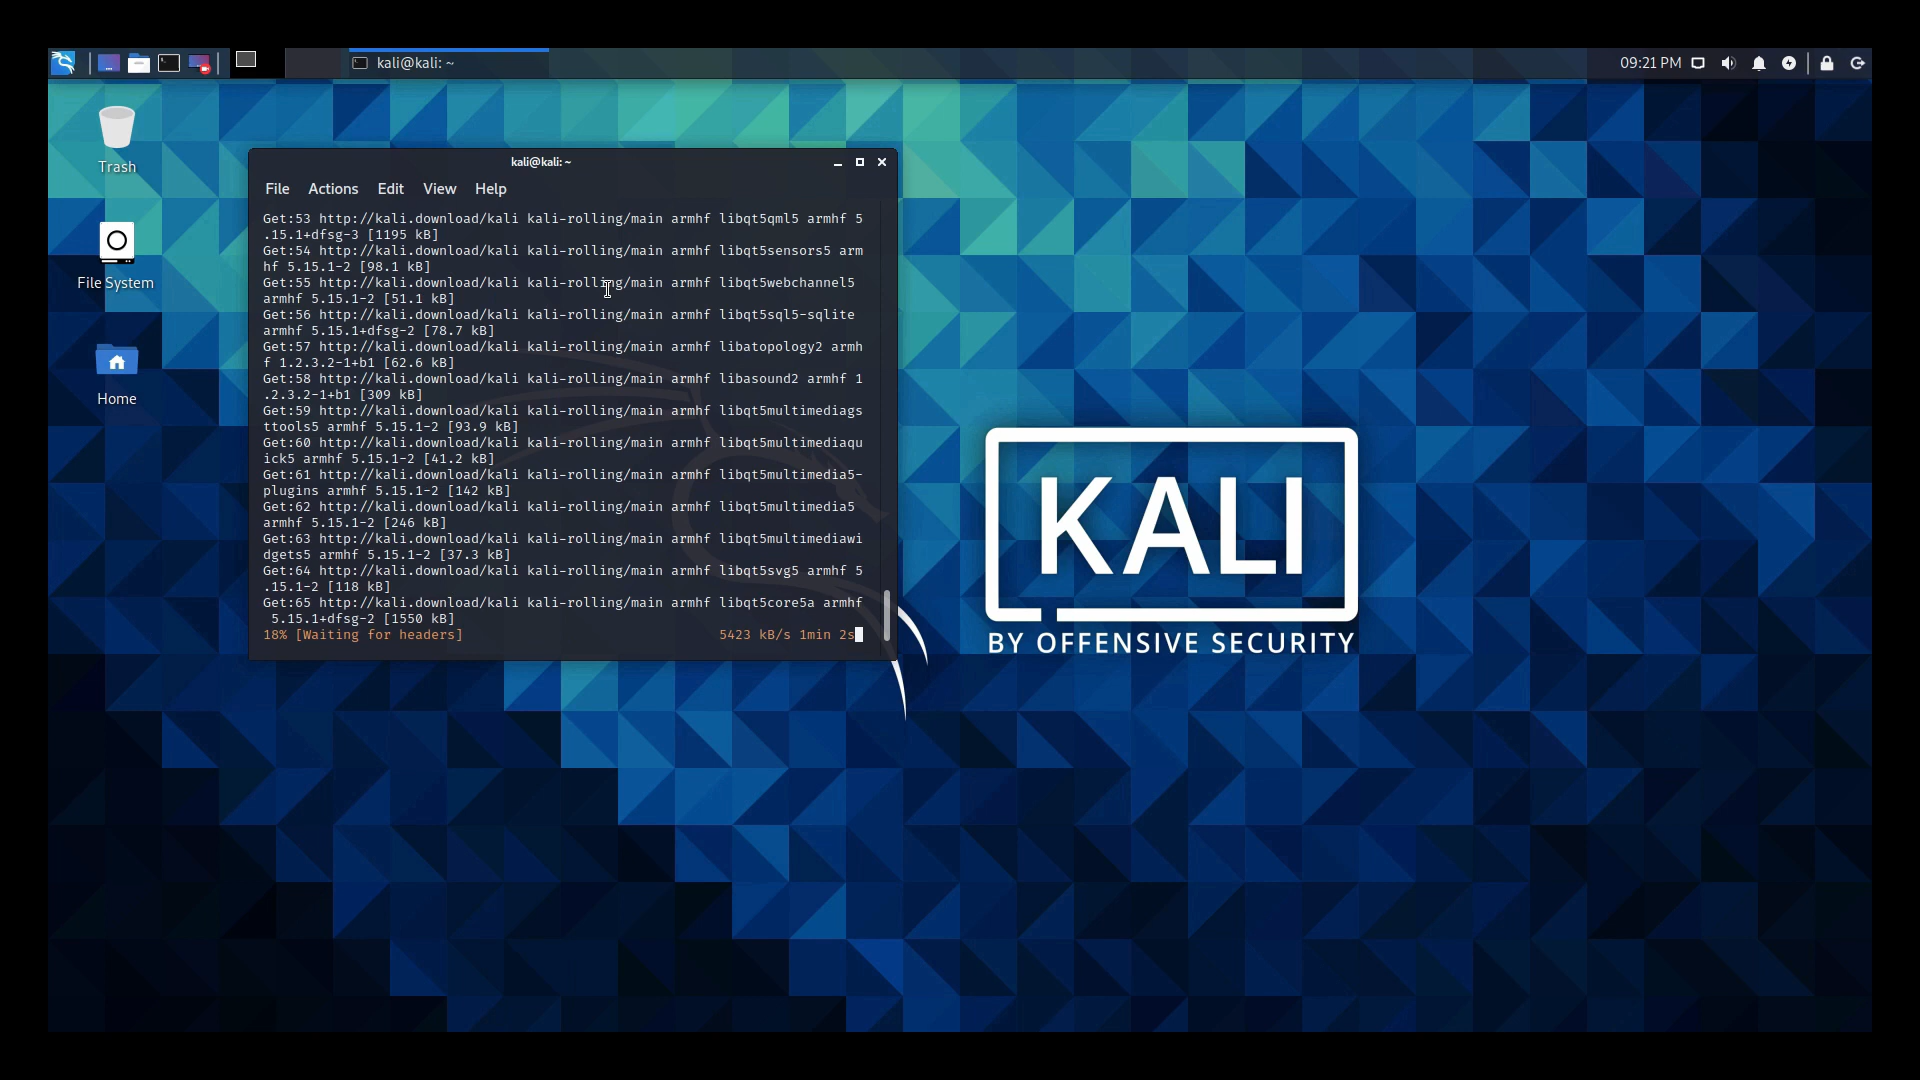 kali@kali: ~
09:21 PM
Trash
File System
Home
kali@kali: ~
File Actions Edit View Help
Get:53 http://kali.download/kali kali-rolling/main armhf libqt5qml5 armhf 5
.15.1+dfsg-3 [1195 kB]
Get:54 http://kali.download/kali kali-rolling/main armhf libqt5sensors5 arm
hf 5.15.1-2 [98.1 kB]
Get:55 http://kali.download/kali kali-rolling/main armhf libqt5webchannel5
armhf 5.15.1-2 [51.1 kB]
Get:56 http://kali.download/kali kali-rolling/main armhf libqt5sql5-sqlite
armhf 5.15.1+dfsg-2 [78.7 kB]
Get:57 http://kali.download/kali kali-rolling/main armhf libatopology2 armh
f 1.2.3.2-1+b1 [62.6 kB]
Get:58 http://kali.download/kali kali-rolling/main armhf libasound2 armhf 1
.2.3.2-1+b1 [309 kB]
Get:59 http://kali.download/kali kali-rolling/main armhf libqt5multimediags
ttools5 armhf 5.15.1-2 [93.9 kB]
Get:60 http://kali.download/kali kali-rolling/main armhf libqt5multimediaqu
ick5 armhf 5.15.1-2 [41.2 kB]
Get:61 http://kali.download/kali kali-rolling/main armhf libqt5multimedia5-
plugins armhf 5.15.1-2 [142 kB]
Get:62 http://kali.download/kali kali-rolling/main armhf libqt5multimedia5
armhf 5.15.1-2 [246 kB]
Get:63 http://kali.download/kali kali-rolling/main armhf libqt5multimediawi
dgets5 armhf 5.15.1-2 [37.3 kB]
Get:64 http://kali.download/kali kali-rolling/main armhf libqt5svg5 armhf 5
.15.1-2 [118 kB]
Get:65 http://kali.download/kali kali-rolling/main armhf libqt5core5a armhf
5.15.1+dfsg-2 [1550 kB]
18% [Waiting for headers] 5423 kB/s 1min 2s
KALI
BY OFFENSIVE SECURITY